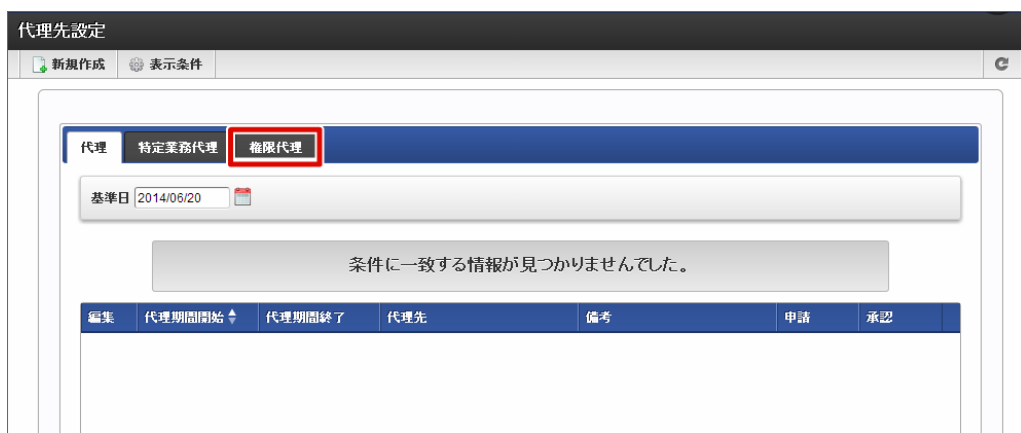 代理先設定
新規作成 表示条件
代理 特定業務代理 権限代理
基準日 2014/06/20
条件に一致する情報が見つかりませんでした。
編集 代理期間開始 代理期間終了 代理先 備考 申請 承認